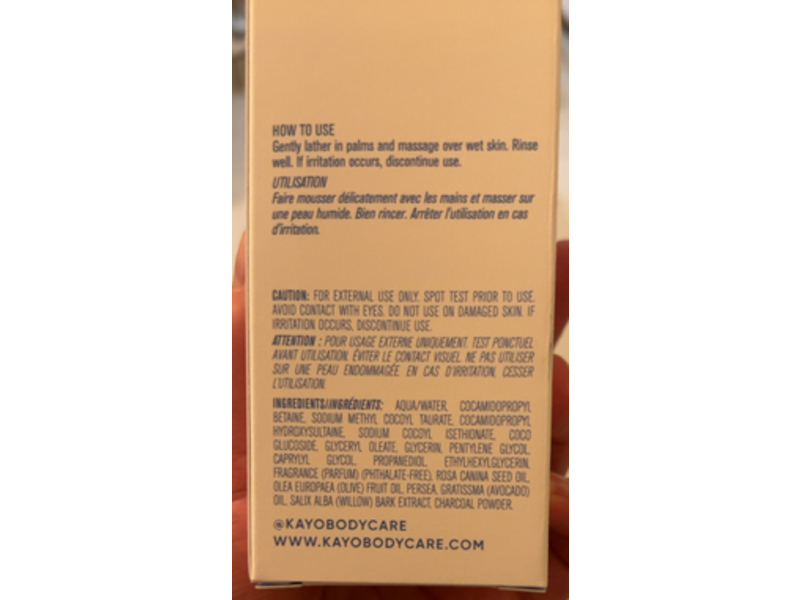 HOW TO USE
Gently lather in palms and massage over wet skin. Rinse
well. If irritation occurs, discontinue use.
UTILISATION
Faire mousser délicatement avec les mains et masser sur
une peau humide. Bien rincer. Arrêter l'utilisation en cas
d'irritation.
CAUTION: FOR EXTERNAL USE ONLY. SPOT TEST PRIOR TO USE.
AVOID CONTACT WITH EYES. DO NOT USE ON DAMAGED SKIN. IF
IRRITATION OCCURS, DISCONTINUE USE.
ATTENTION : POUR USAGE EXTERNE UNIQUEMENT. TEST PONCTUEL
AVANT UTILISATION. ÉVITER LE CONTACT VISUEL. NE PAS UTILISER
SUR UNE PEAU ENDOMMAGÉE. EN CAS D'IRRITATION, CESSER
L'UTILISATION.
INGREDIENTS/INGRÉDIENTS: AQUA/WATER, COCAMIDOPROPYL
BETAINE, SODIUM METHYL COCOYL TAURATE, COCAMIDOPROPYL
HYDROXYSULTAINE, SODIUM COCOYL ISETHIONATE, COCO
GLUCOSIDE, GLYCERYL OLEATE, GLYCERIN, PENTYLENE GLYCOL,
CAPRYLYL GLYCOL, PROPANEDIOL, ETHYLHEXYLGLYCERIN,
FRAGRANCE (PARFUM) (PHTHALATE-FREE), ROSA CANINA SEED OIL,
OLEA EUROPAEA (OLIVE) FRUIT OIL, PERSEA, GRATISSMA (AVOCADO)
OIL, SALIX ALBA (WILLOW) BARK EXTRACT, CHARCOAL POWDER.
@KAYOBODYCARE
WWW.KAYOBODYCARE.COM